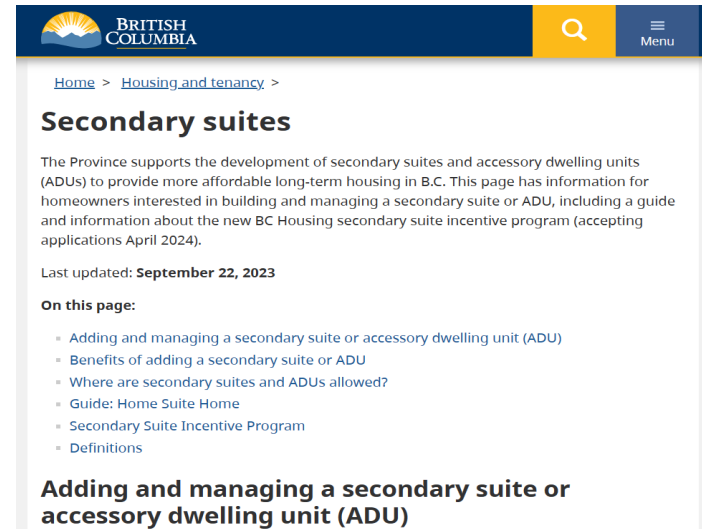 BRITISH
COLUMBIA
Menu
Home > Housing and tenancy >
Secondary suites
The Province supports the development of secondary suites and accessory dwelling units
(ADUs) to provide more affordable long-term housing in B.C. This page has information for
homeowners interested in building and managing a secondary suite or ADU, including a guide
and information about the new BC Housing secondary suite incentive program (accepting
applications April 2024).
Last updated: September 22, 2023
On this page:
Adding and managing a secondary suite or accessory dwelling unit (ADU)
Benefits of adding a secondary suite or ADU
Where are secondary suites and ADUs allowed?
Guide: Home Suite Home
Secondary Suite Incentive Program
Definitions
Adding and managing a secondary suite or
accessory dwelling unit (ADU)